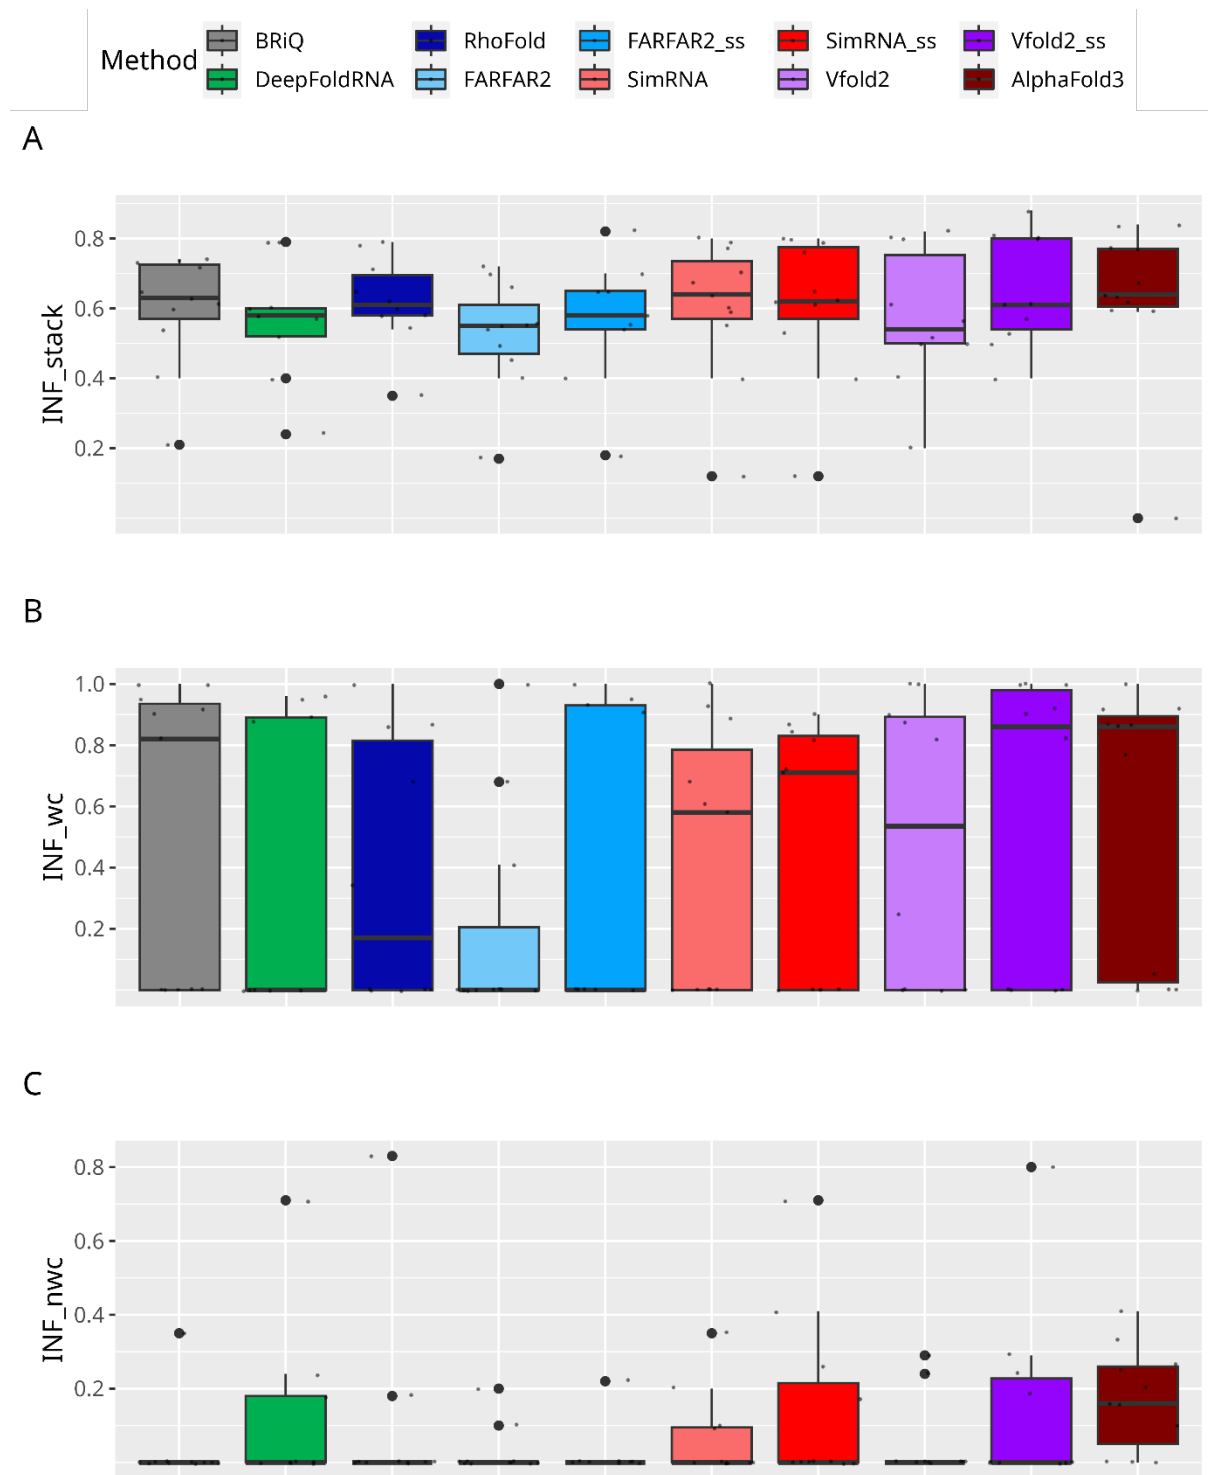 Method BRiQ RhoFold FARFAR2_ss SimRNA_ss Vfold2_ss
DeepFoldRNA FARFAR2 SimRNA Vfold2 AlphaFold3
A
INF_stack
0.8
0.6
0.4
0.2
B
INF_wc
1.0
0.8
0.6
0.4
0.2
C
INF_nwc
0.8
0.6
0.4
0.2